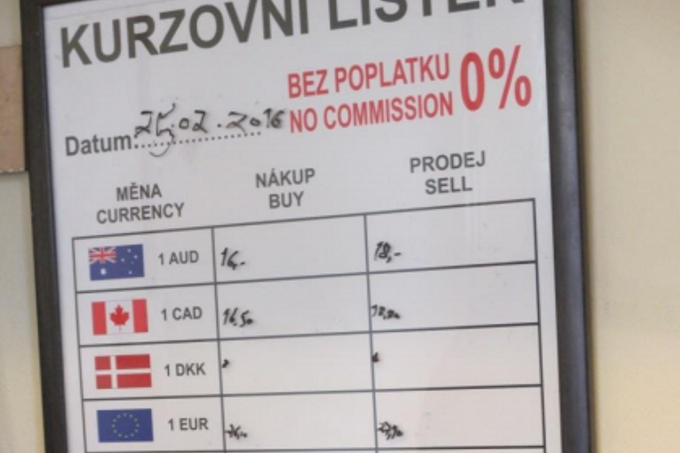 KURZOVNÍ LÍSTEK
BEZ POPLATKU 0%
NO COMMISSION
Datum: 25.02.2016
MĚNA NÁKUP PRODEJ
CURRENCY BUY SELL
1 AUD 16,- 18,-
1 CAD 16,50
1 DKK
1 EUR